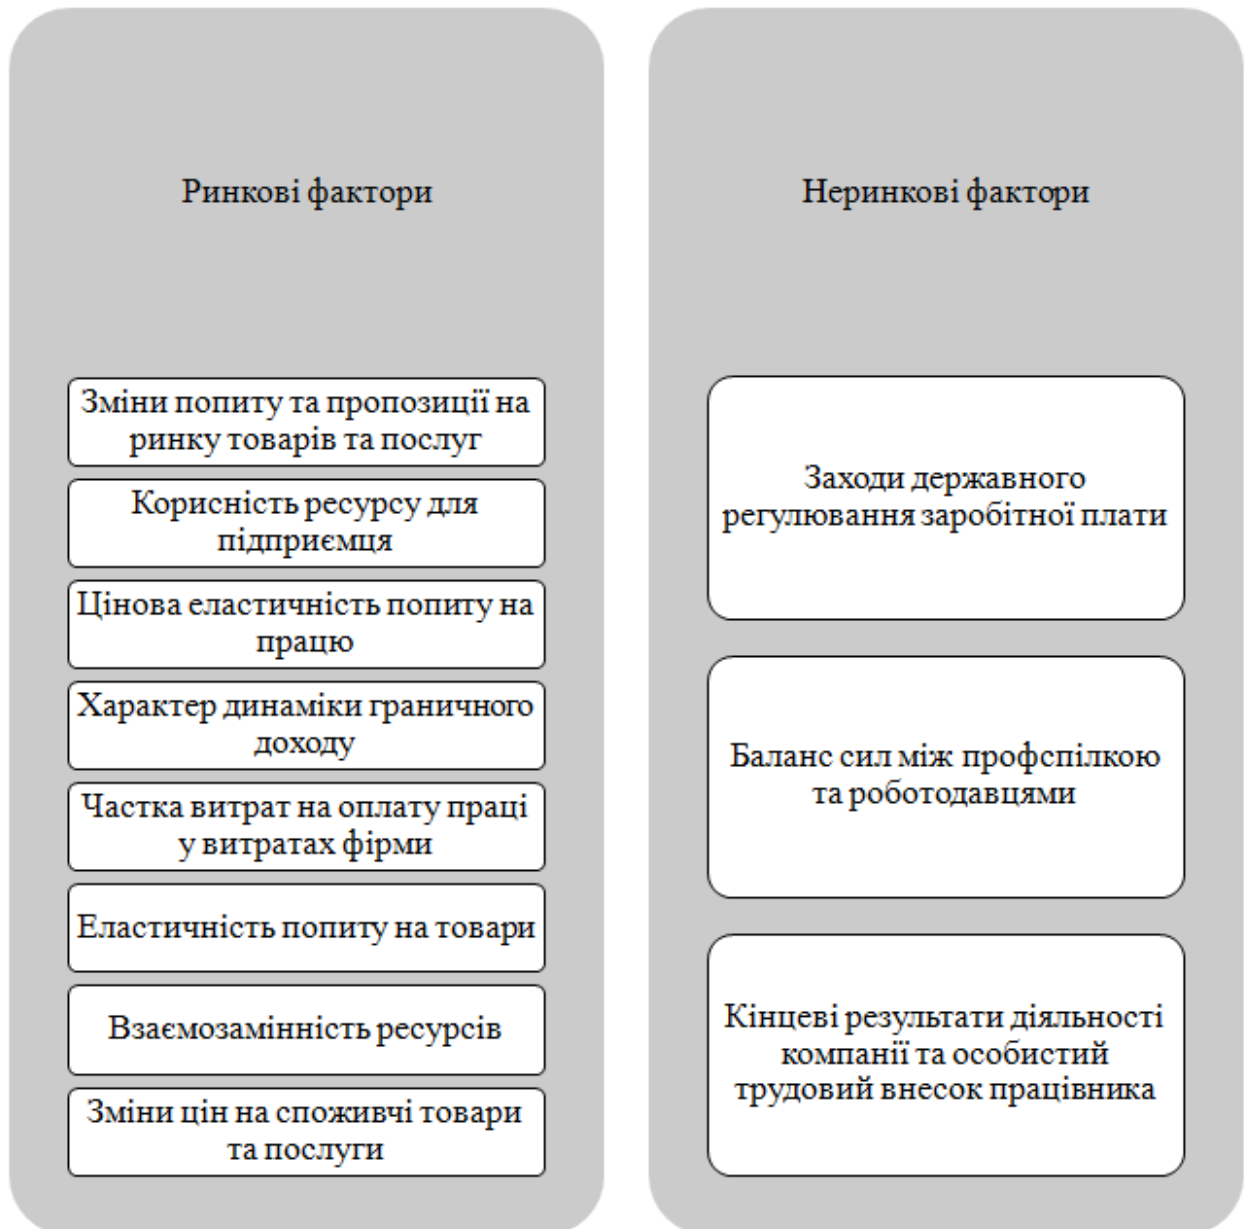 Ринкові фактори
Зміни попиту та пропозиції на
ринку товарів та послуг
Корисність ресурсу для
підприємця
Цінова еластичність попиту на
працю
Характер динаміки граничного
доходу
Частка витрат на оплату праці
у витратах фірми
Еластичність попиту на товари
Взаємозамінність ресурсів
Зміни цін на споживчі товари
та послуги
Неринкові фактори
Заходи державного
регулювання заробітної плати
Баланс сил між профспілкою
та роботодавцями
Кінцеві результати діяльності
компанії та особистий
трудовий внесок працівника